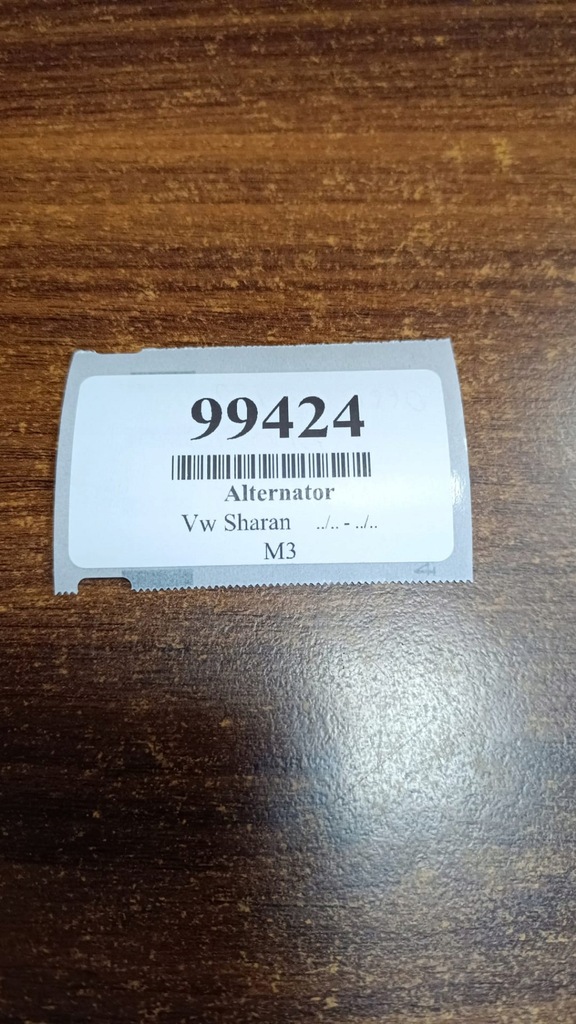 99424
Alternator
Vw Sharan ../.. - ../..
M3